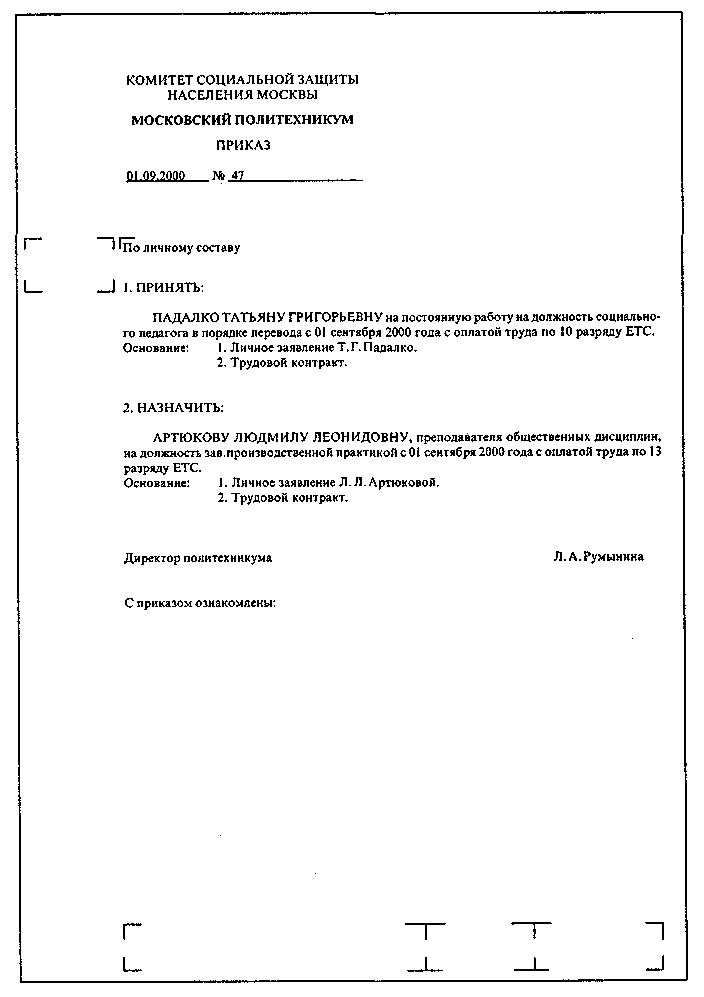 КОМИТЕТ СОЦИАЛЬНОЙ ЗАЩИТЫ
НАСЕЛЕНИЯ МОСКВЫ
МОСКОВСКИЙ ПОЛИТЕХНИКУМ
ПРИКАЗ
01.09.2000 № 47
По личному составу
1. ПРИНЯТЬ:
ПАДАЛКО ТАТЬЯНУ ГРИГОРЬЕВНУ на постоянную работу на должность социально-
го педагога в порядке перевода с 01 сентября 2000 года с оплатой труда по 10 разряду ЕТС.
Основание: 1. Личное заявление Т. Г. Падалко.
2. Трудовой контракт.
2. НАЗНАЧИТЬ:
АРТЮКОВУ ЛЮДМИЛУ ЛЕОНИДОВНУ, преподавателя общественных дисциплин,
на должность зав.производственной практикой с 01 сентября 2000 года с оплатой труда по 13
разряду ЕТС.
Основание: 1. Личное заявление Л. Л. Артюковой.
2. Трудовой контракт.
Директор политехникума Л. А. Румынина
С приказом ознакомлены: